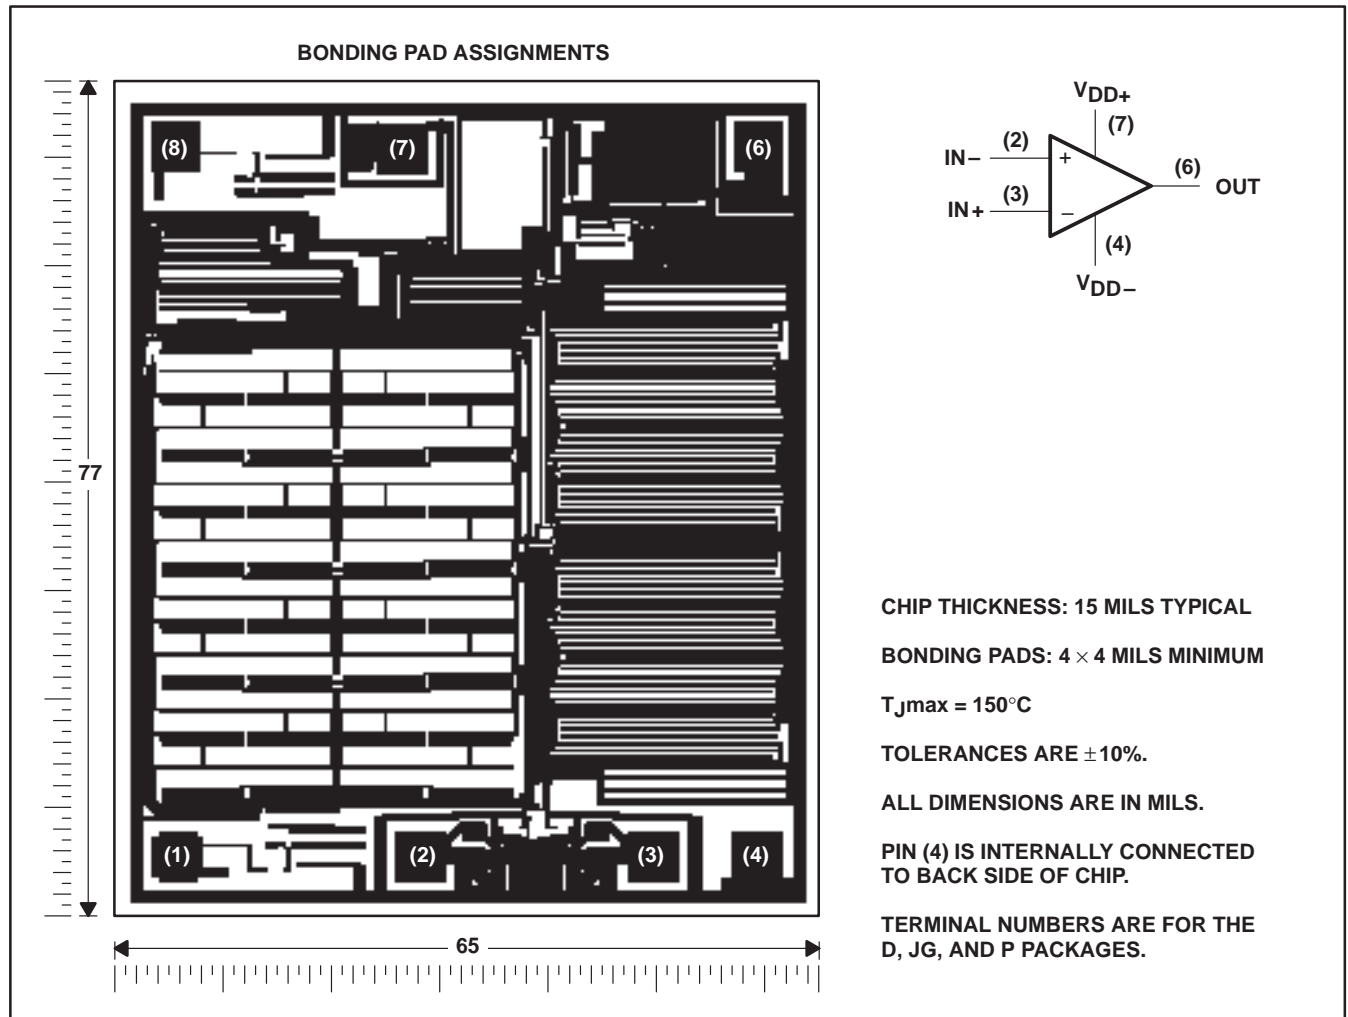 BONDING PAD ASSIGNMENTS
(8)
(7)
(6)
77
(1)
(2)
(3)
(4)
65
VDD+
(7)
(2)
IN−
+
(6)
OUT
(3)
IN+
−
(4)
VDD−
CHIP THICKNESS: 15 MILS TYPICAL
BONDING PADS: 4 × 4 MILS MINIMUM
TJmax = 150°C
TOLERANCES ARE ±10%.
ALL DIMENSIONS ARE IN MILS.
PIN (4) IS INTERNALLY CONNECTED
TO BACK SIDE OF CHIP.
TERMINAL NUMBERS ARE FOR THE
D, JG, AND P PACKAGES.